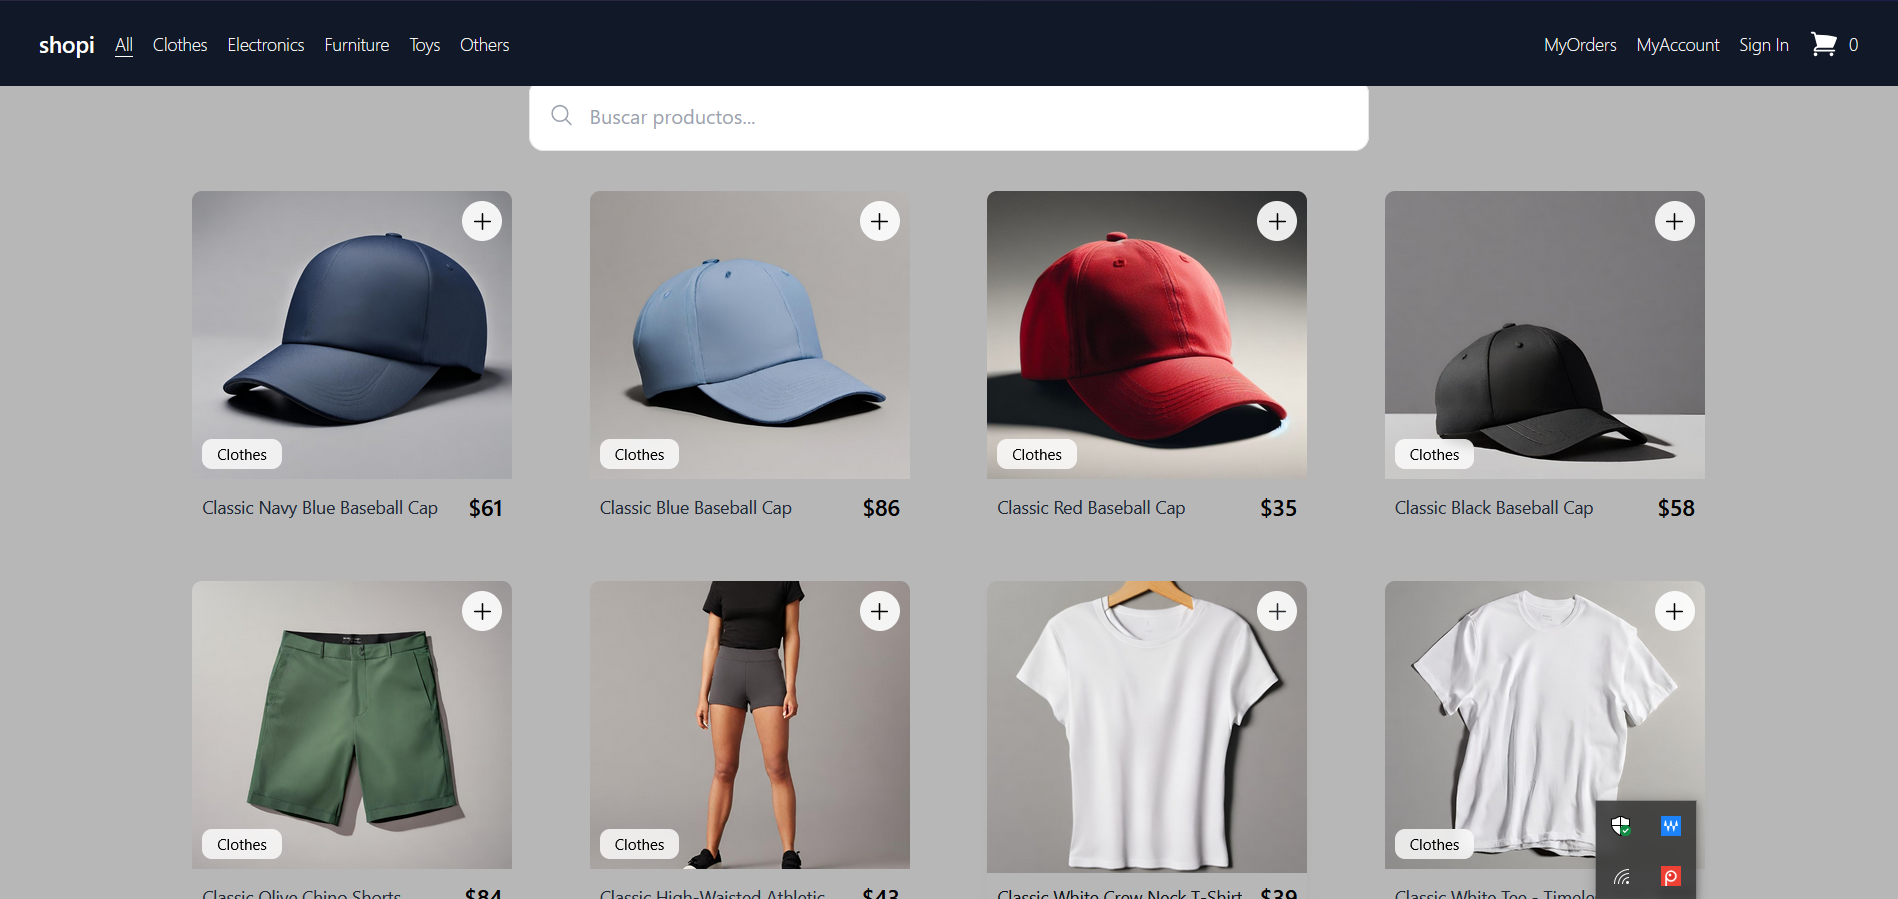 shopi All Clothes Electronics Furniture Toys Others MyOrders MyAccount Sign In 0
Buscar productos...
Clothes Clothes Clothes Clothes
Classic Navy Blue Baseball Cap $61 Classic Blue Baseball Cap $86 Classic Red Baseball Cap $35 Classic Black Baseball Cap $58
Clothes Clothes Clothes
Classic Olive Chino Shorts $84 Classic High-Waisted Athletic $43 Classic White Crew Neck T-Shirt $39 Classic White Tee - Timele